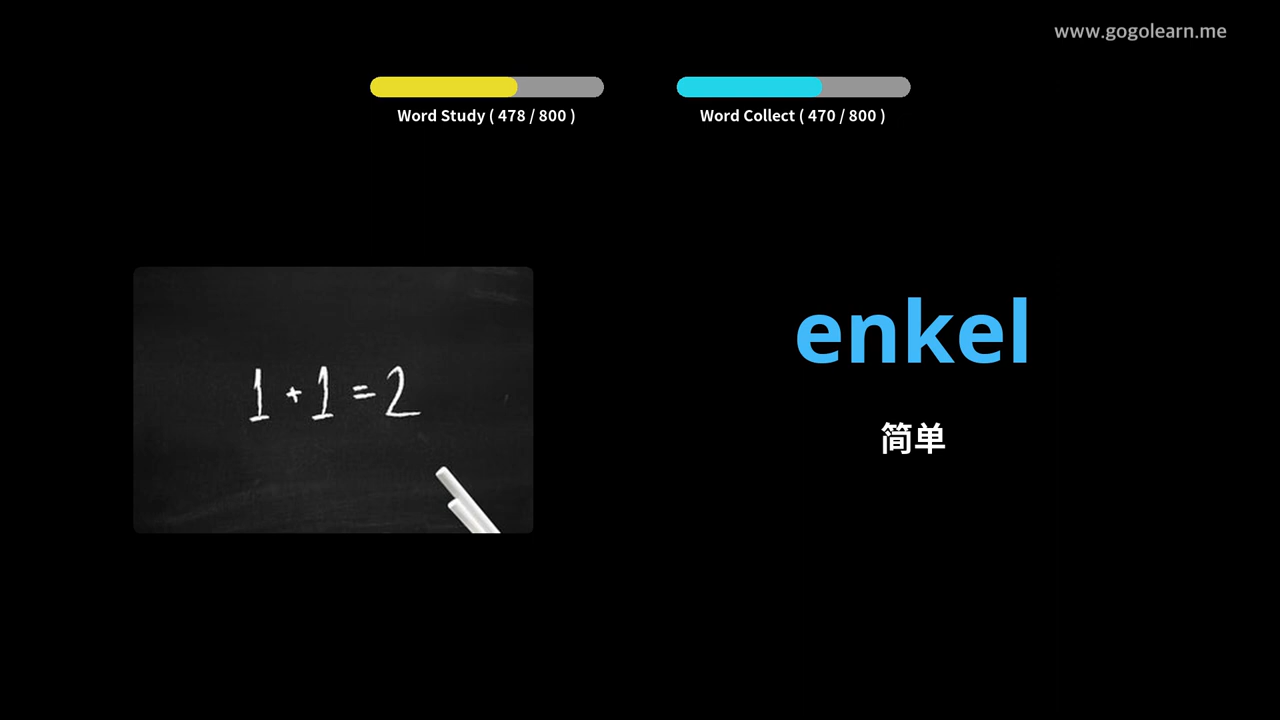 www.gogolearn.me
Word Study ( 478 / 800 )
Word Collect ( 470 / 800 )
1 + 1 = 2
enkel
简单